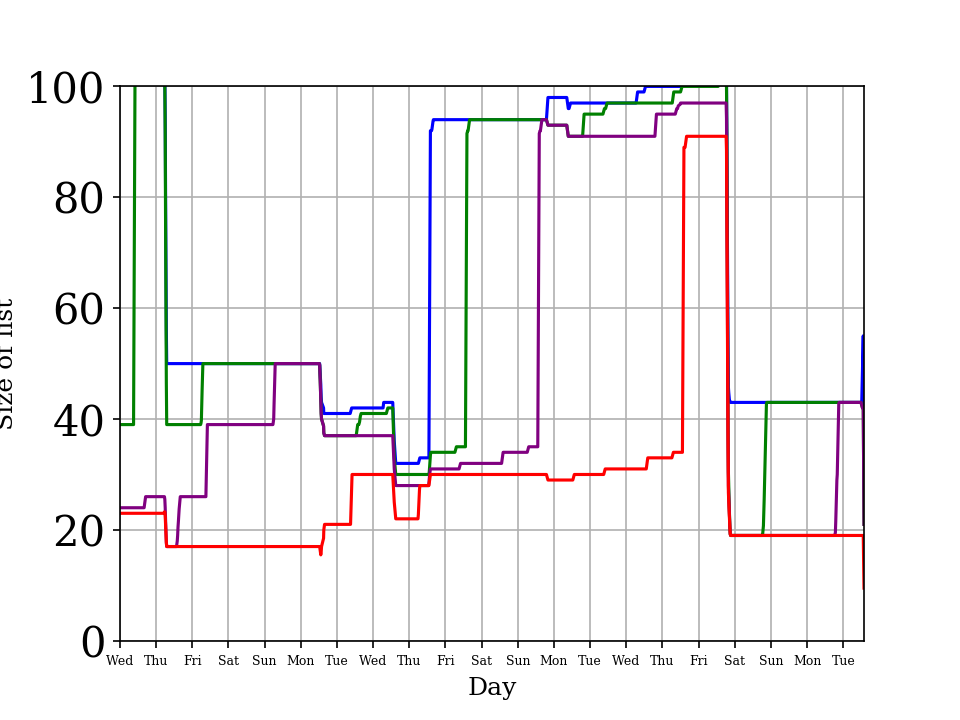 100
80
60
40
20
0
Size of list
Wed Thu Fri Sat Sun Mon Tue Wed Thu Fri Sat Sun Mon Tue Wed Thu Fri Sat Sun Mon Tue
Day